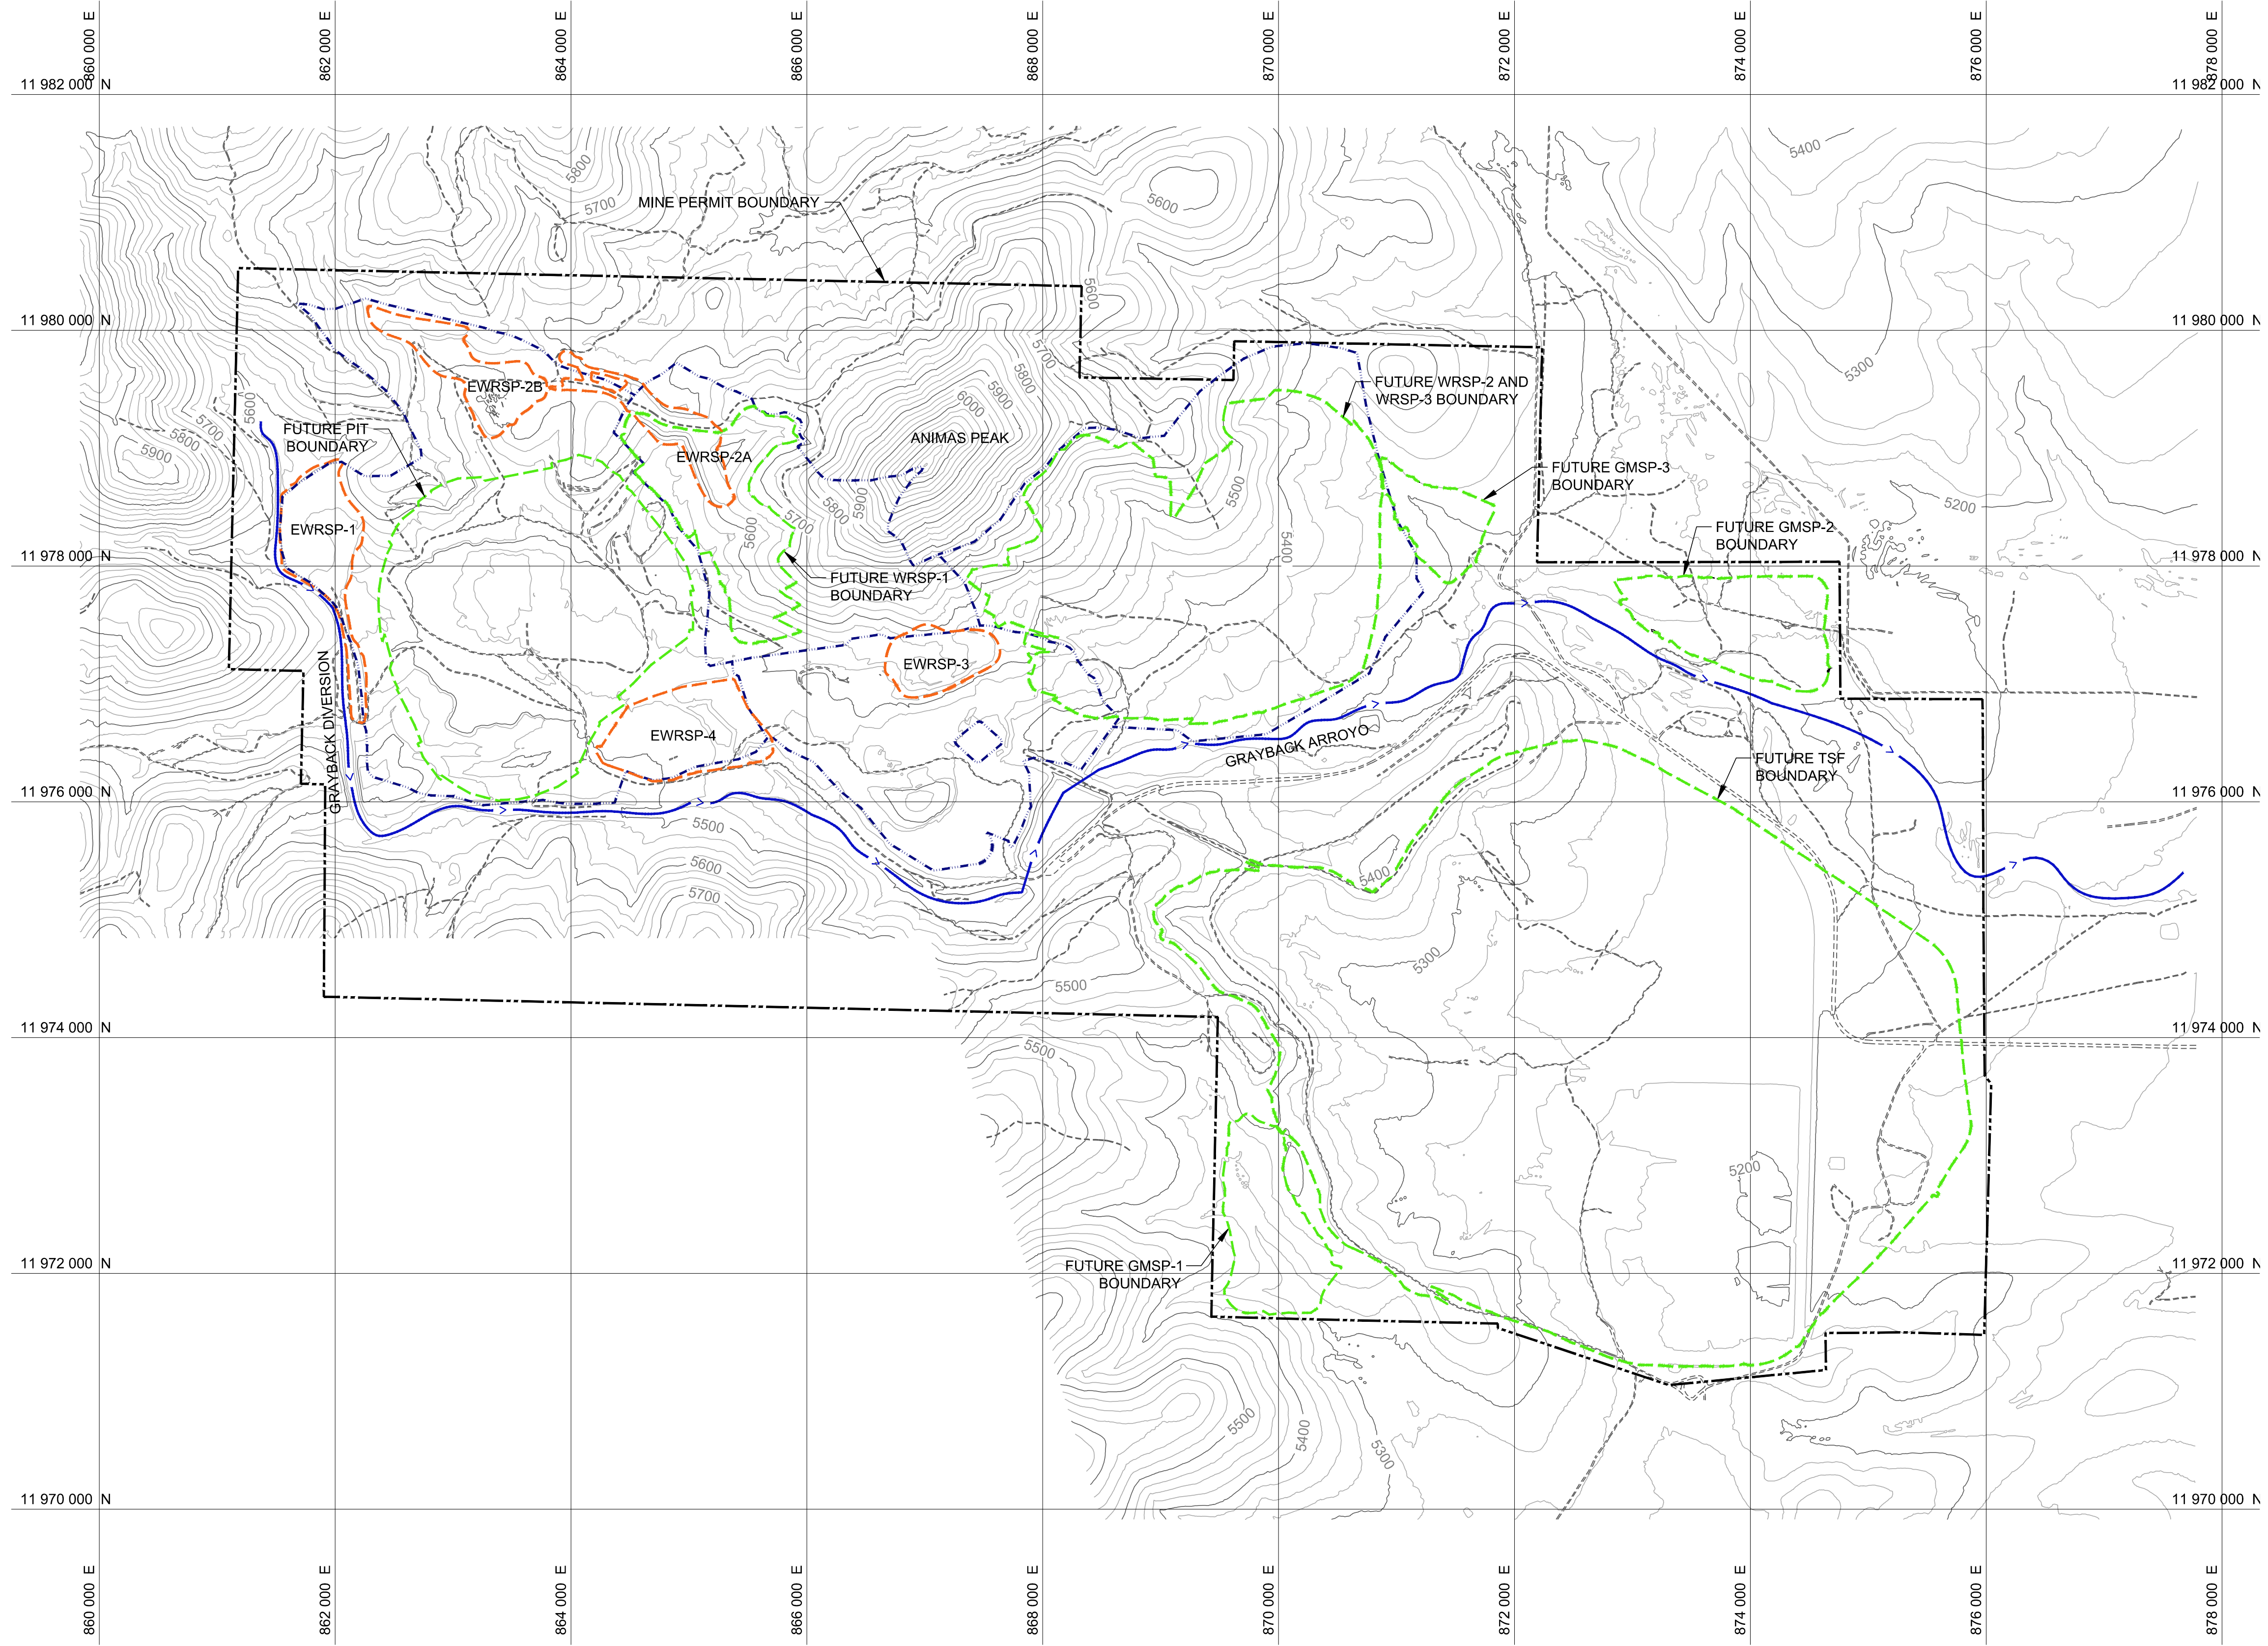 860 000 E
862 000 E
864 000 E
866 000 E
868 000 E
870 000 E
872 000 E
874 000 E
876 000 E
878 000 E
11 982 000 N
11 982 000 N
5400
5800
5700
MINE PERMIT BOUNDARY
5600
5600
11 980 000 N
11 980 000 N
5700
5300
5800
5900
6000
EWRSP-2B
FUTURE WRSP-2 AND
WRSP-3 BOUNDARY
5600
5700
5800
5900
FUTURE PIT
BOUNDARY
ANIMAS PEAK
EWRSP-2A
FUTURE GMSP-3
BOUNDARY
5500
5200
5900
5800
5700
5600
EWRSP-1
FUTURE GMSP-2
BOUNDARY
5400
11 978 000 N
11 978 000 N
FUTURE WRSP-1
BOUNDARY
EWRSP-3
GRAYBACK DIVERSION
EWRSP-4
GRAYBACK ARROYO
FUTURE TSF
BOUNDARY
11 976 000 N
11 976 000 N
5500
5600
5700
5400
5300
5500
11 974 000 N
11 974 000 N
5500
5200
11 972 000 N
11 972 000 N
FUTURE GMSP-1
BOUNDARY
5500
5400
5300
11 970 000 N
11 970 000 N
860 000 E
862 000 E
864 000 E
866 000 E
868 000 E
870 000 E
872 000 E
874 000 E
876 000 E
878 000 E